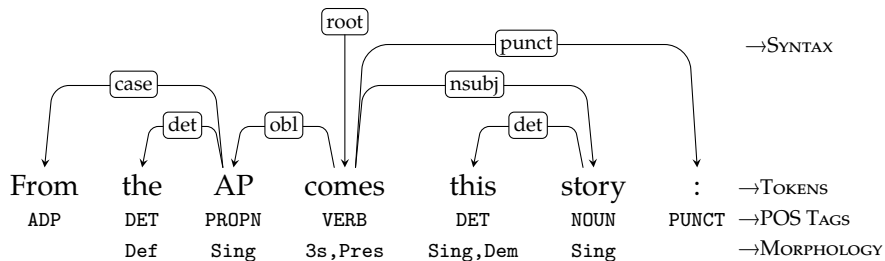 root
punct →SYNTAX
case nsubj
det obl det
From the AP comes this story : →TOKENS
ADP DET PROPN VERB DET NOUN PUNCT →POS TAGS
Def Sing 3s,Pres Sing,Dem Sing →MORPHOLOGY